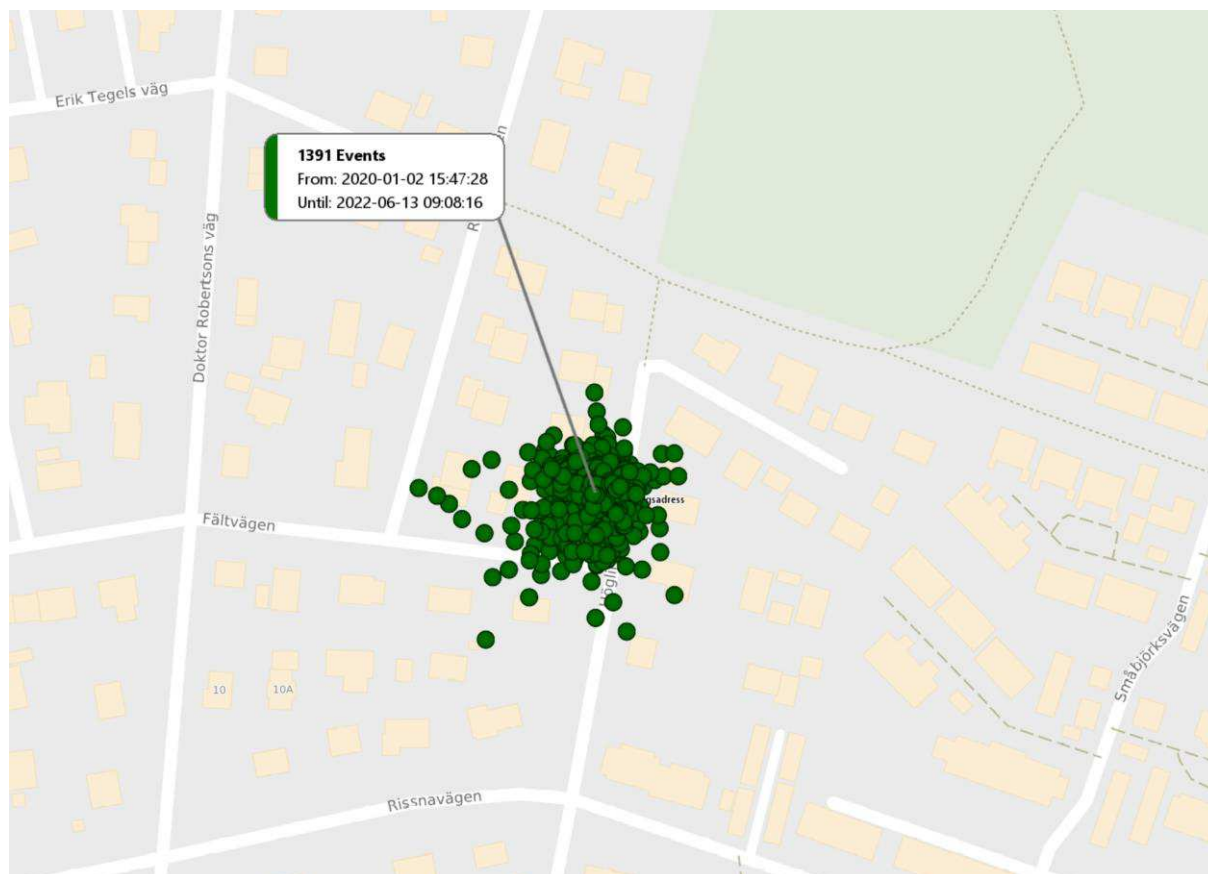 Erik Tegels väg
1391 Events
From: 2020-01-02 15:47:28
Until: 2022-06-13 09:08:16
Doktor Robertsons väg
Fältvägen
10
10A
Småbjörksvägen
Rissnavägen